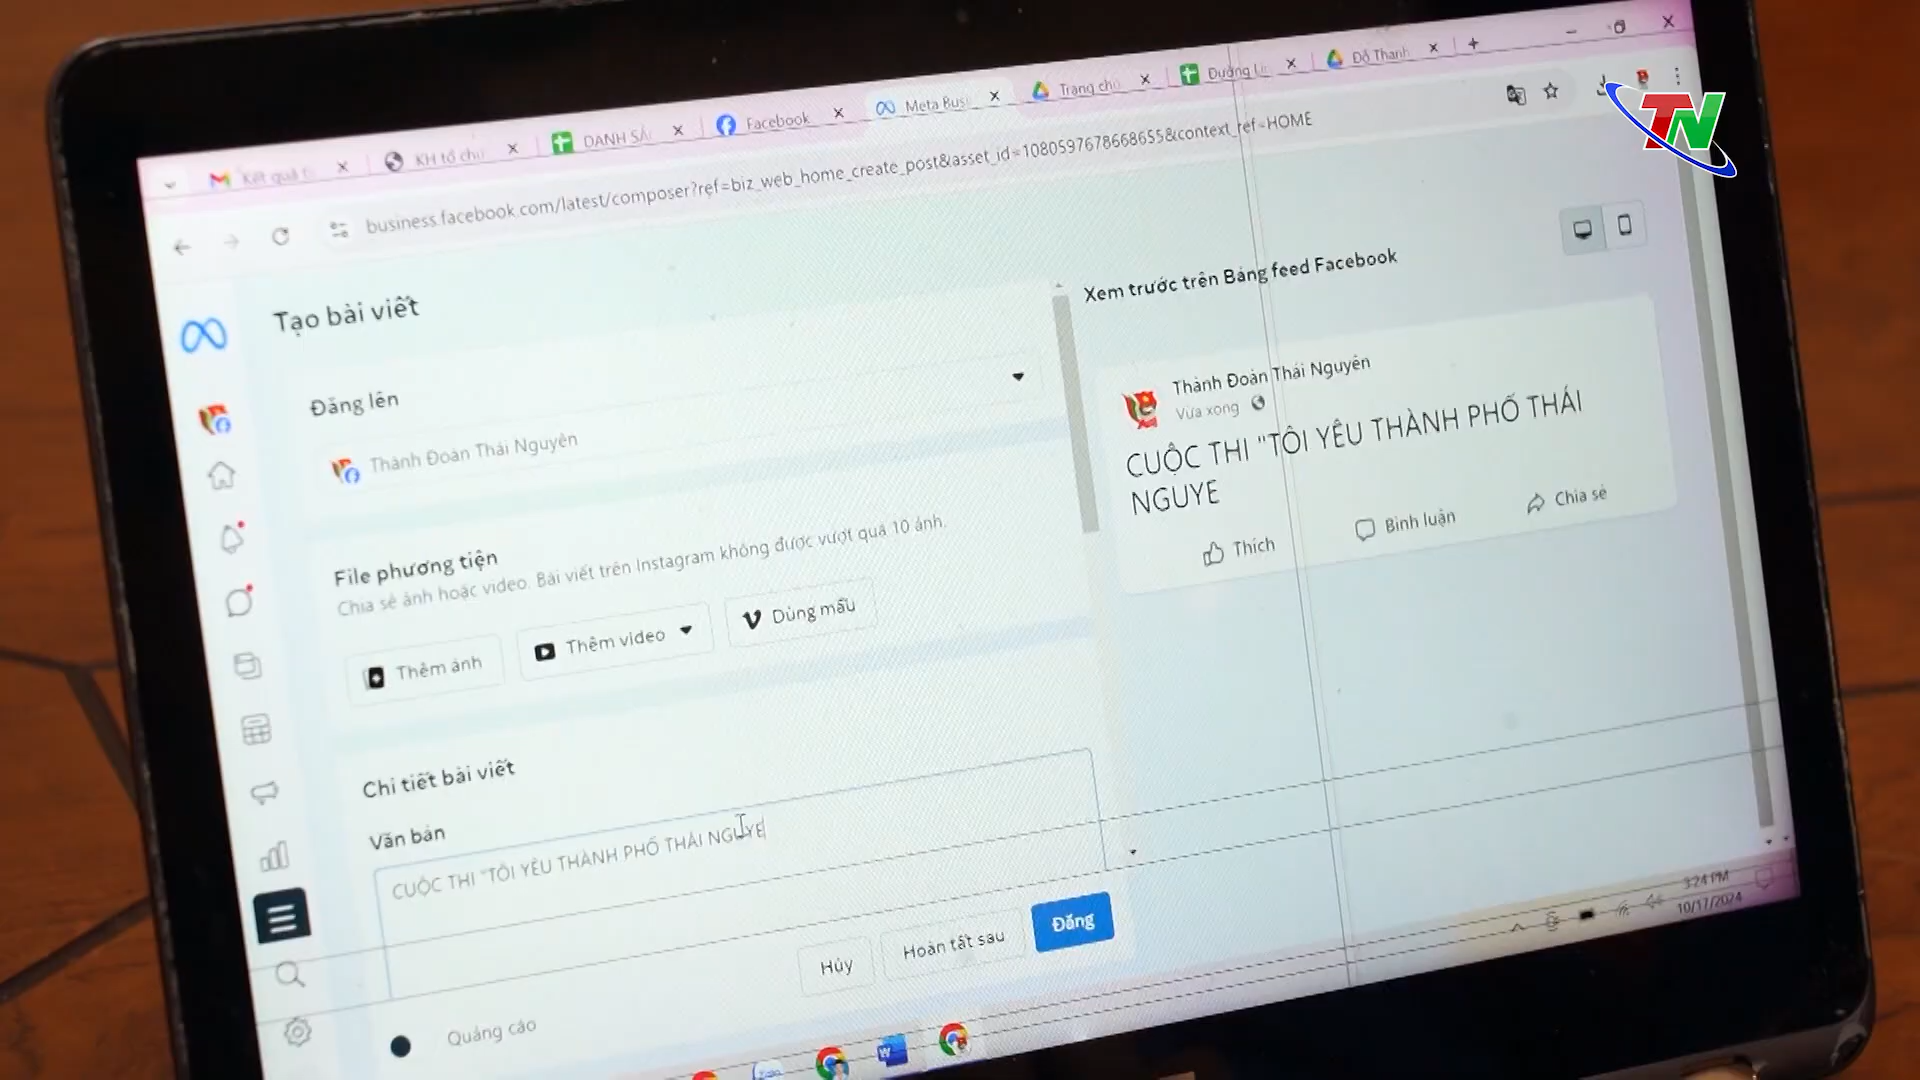 Kết quả
KH tổ chứ
DANH SÁ
Facebook
Meta Busi
Trang chủ
Đường Li
Đỗ Thanh
business.facebook.com/latest/composer?ref=biz_web_home_create_post&asset_id=1080597678668655&context_ref=HOME
TN
Tạo bài viết
Đăng lên
Thành Đoàn Thái Nguyên
File phương tiện
Chia sẻ ảnh hoặc video. Bài viết trên Instagram không được vượt quá 10 ảnh.
Thêm ảnh
Thêm video
Dùng mẫu
Chi tiết bài viết
Văn bản
CUỘC THI "TÔI YÊU THÀNH PHỐ THÁI NGUYE
Hủy
Hoàn tất sau
Đăng
Quảng cáo
Xem trước trên Bảng feed Facebook
Thành Đoàn Thái Nguyên
Vừa xong
CUỘC THI "TÔI YÊU THÀNH PHỐ THÁI
NGUYE
Thích
Bình luận
Chia sẻ
Zalo
3:24 PM
10/17/2024